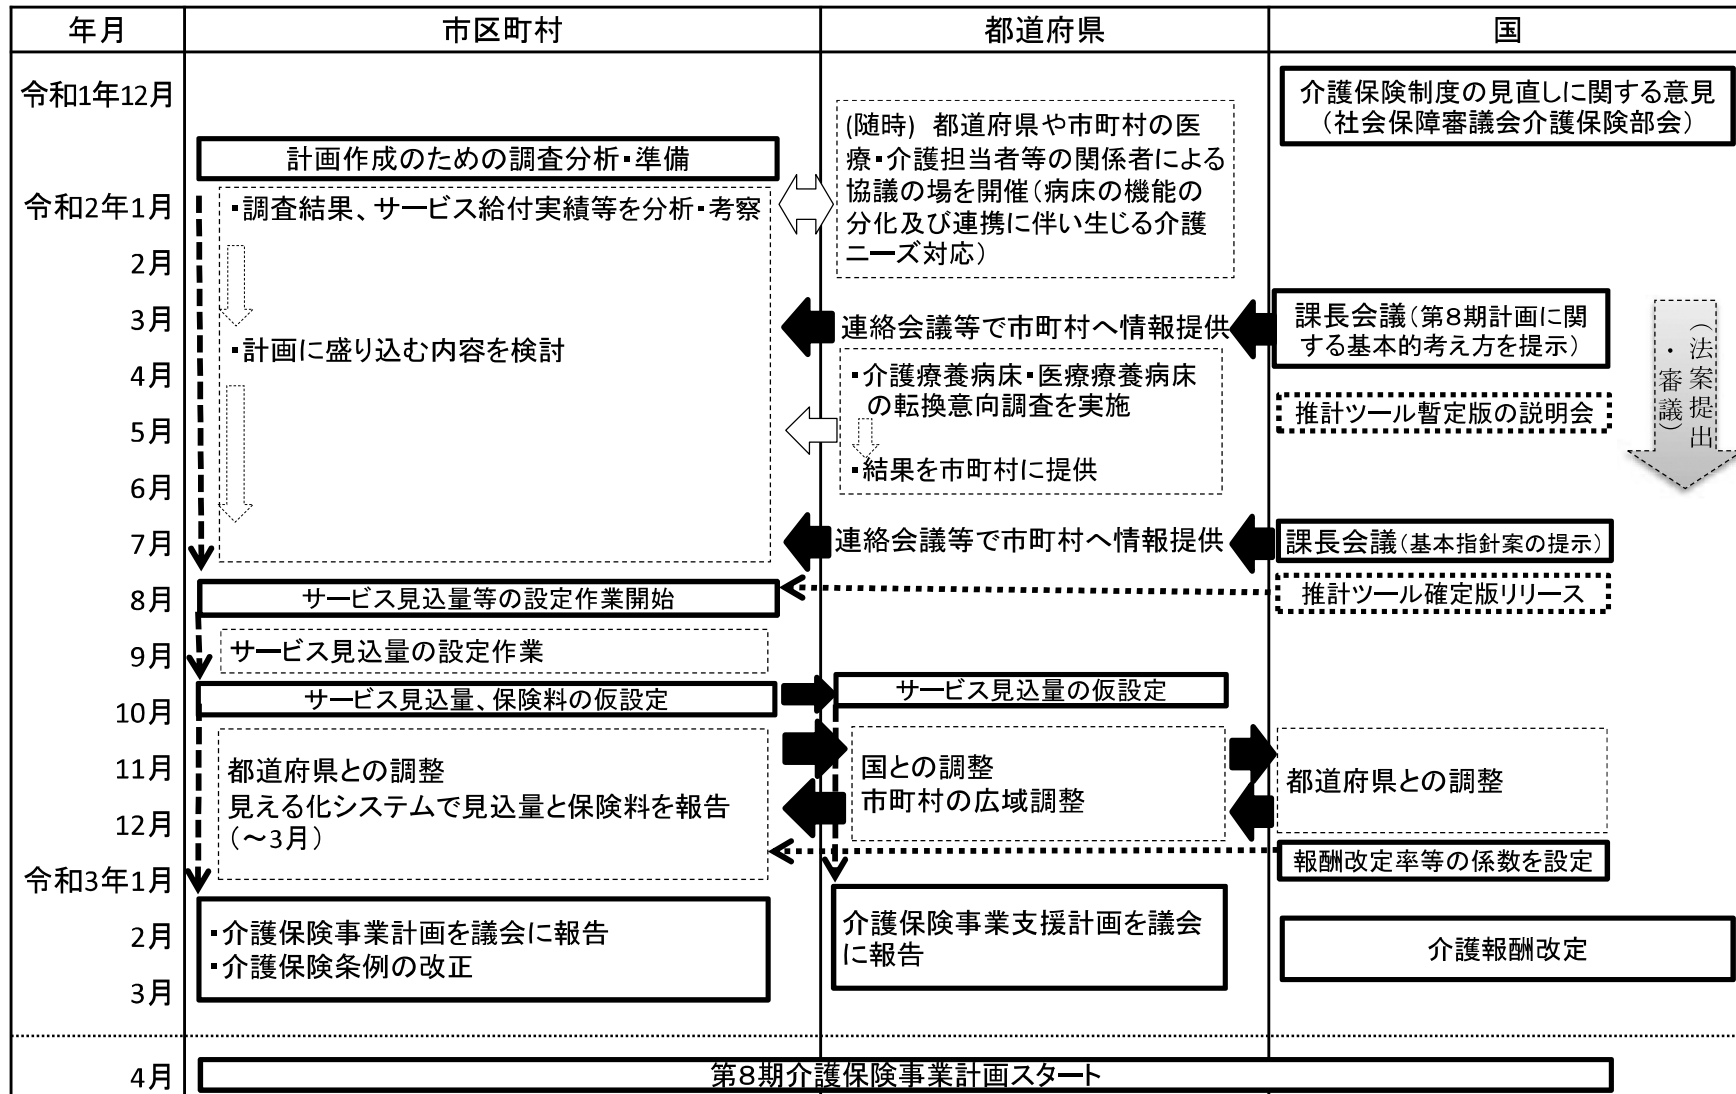 年月
市区町村
都道府県
国
令和1年12月
令和2年1月
2月
3月
4月
5月
6月
7月
8月
9月
10月
11月
12月
令和3年1月
2月
3月
4月
計画作成のための調査分析・準備
・調査結果、サービス給付実績等を分析・考察
・計画に盛り込む内容を検討
サービス見込量等の設定作業開始
サービス見込量の設定作業
サービス見込量、保険料の仮設定
都道府県との調整
見える化システムで見込量と保険料を報告
(～3月)
・介護保険事業計画を議会に報告
・介護保険条例の改正
(随時) 都道府県や市町村の医
療・介護担当者等の関係者による
協議の場を開催(病床の機能の
分化及び連携に伴い生じる介護
ニーズ対応)
連絡会議等で市町村へ情報提供
・介護療養病床・医療療養病床
の転換意向調査を実施
・結果を市町村に提供
連絡会議等で市町村へ情報提供
サービス見込量の仮設定
国との調整
市町村の広域調整
介護保険事業支援計画を議会
に報告
介護保険制度の見直しに関する意見
(社会保障審議会介護保険部会)
課長会議(第8期計画に関
する基本的考え方を提示)
推計ツール暫定版の説明会
課長会議(基本指針案の提示)
推計ツール確定版リリース
都道府県との調整
報酬改定率等の係数を設定
介護報酬改定
(法案提出
・審議)
第8期介護保険事業計画スタート